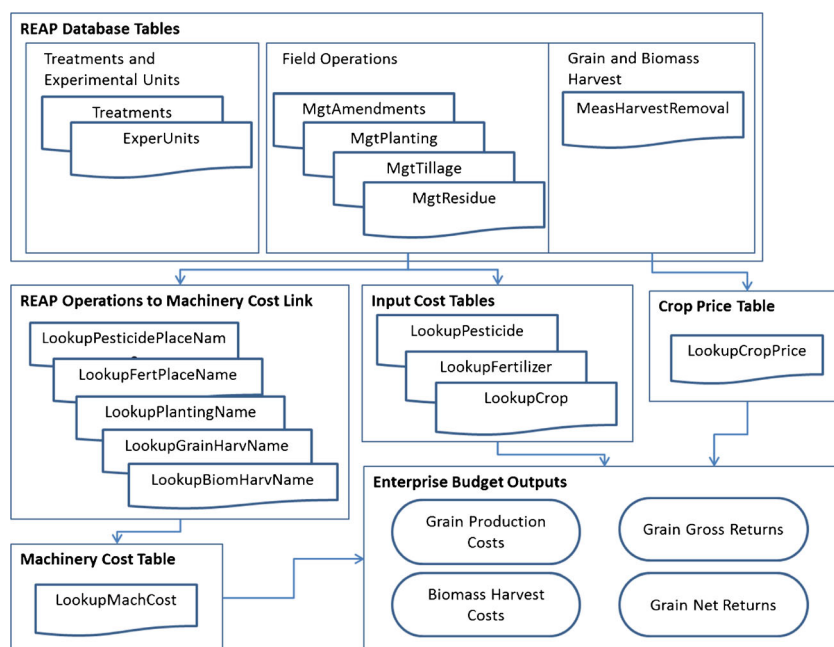 REAP Database Tables
Treatments and
Experimental Units
Treatments
ExperUnits
Field Operations
MgtAmendments
MgtPlanting
MgtTillage
MgtResidue
Grain and Biomass
Harvest
MeasHarvestRemoval
REAP Operations to Machinery Cost Link
LookupPesticidePlaceNam
LookupFertPlaceName
LookupPlantingName
LookupGrainHarvName
LookupBiomHarvName
Input Cost Tables
LookupPesticide
LookupFertilizer
LookupCrop
Crop Price Table
LookupCropPrice
Machinery Cost Table
LookupMachCost
Enterprise Budget Outputs
Grain Production
Costs
Grain Gross Returns
Biomass Harvest
Costs
Grain Net Returns